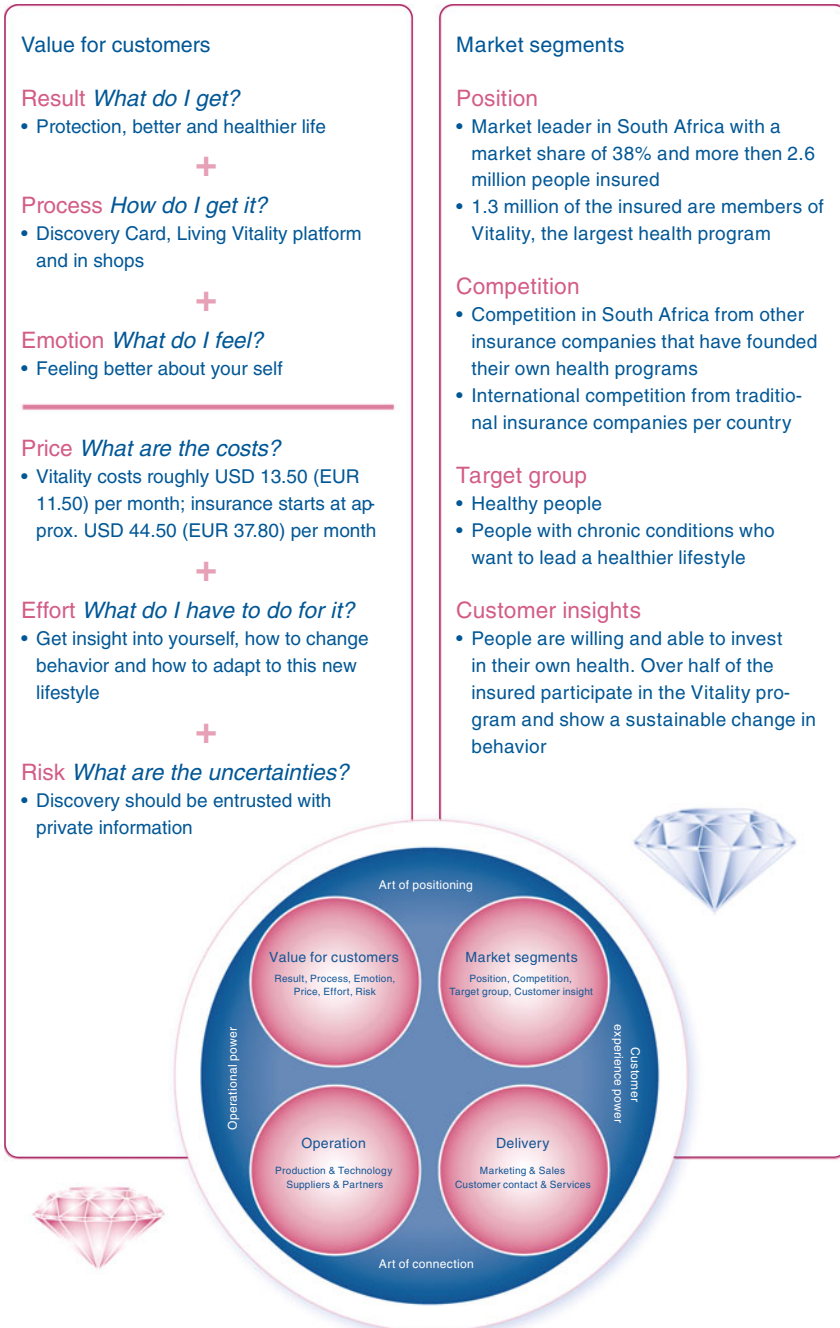 Value for customers
Result What do I get?
• Protection, better and healthier life
+
Process How do I get it?
• Discovery Card, Living Vitality platform
and in shops
+
Emotion What do I feel?
• Feeling better about your self
Price What are the costs?
• Vitality costs roughly USD 13.50 (EUR
11.50) per month; insurance starts at ap-
prox. USD 44.50 (EUR 37.80) per month
+
Effort What do I have to do for it?
• Get insight into yourself, how to change
behavior and how to adapt to this new
lifestyle
+
Risk What are the uncertainties?
• Discovery should be entrusted with
private information
Market segments
Position
• Market leader in South Africa with a
market share of 38% and more then 2.6
million people insured
• 1.3 million of the insured are members of
Vitality, the largest health program
Competition
• Competition in South Africa from other
insurance companies that have founded
their own health programs
• International competition from traditio-
nal insurance companies per country
Target group
• Healthy people
• People with chronic conditions who
want to lead a healthier lifestyle
Customer insights
• People are willing and able to invest
in their own health. Over half of the
insured participate in the Vitality pro-
gram and show a sustainable change in
behavior
Art of positioning
Value for customers
Result, Process, Emotion,
Price, Effort, Risk
Market segments
Position, Competition,
Target group, Customer insight
Operational power
Customer
experience power
Operation
Production & Technology
Suppliers & Partners
Delivery
Marketing & Sales
Customer contact & Services
Art of connection